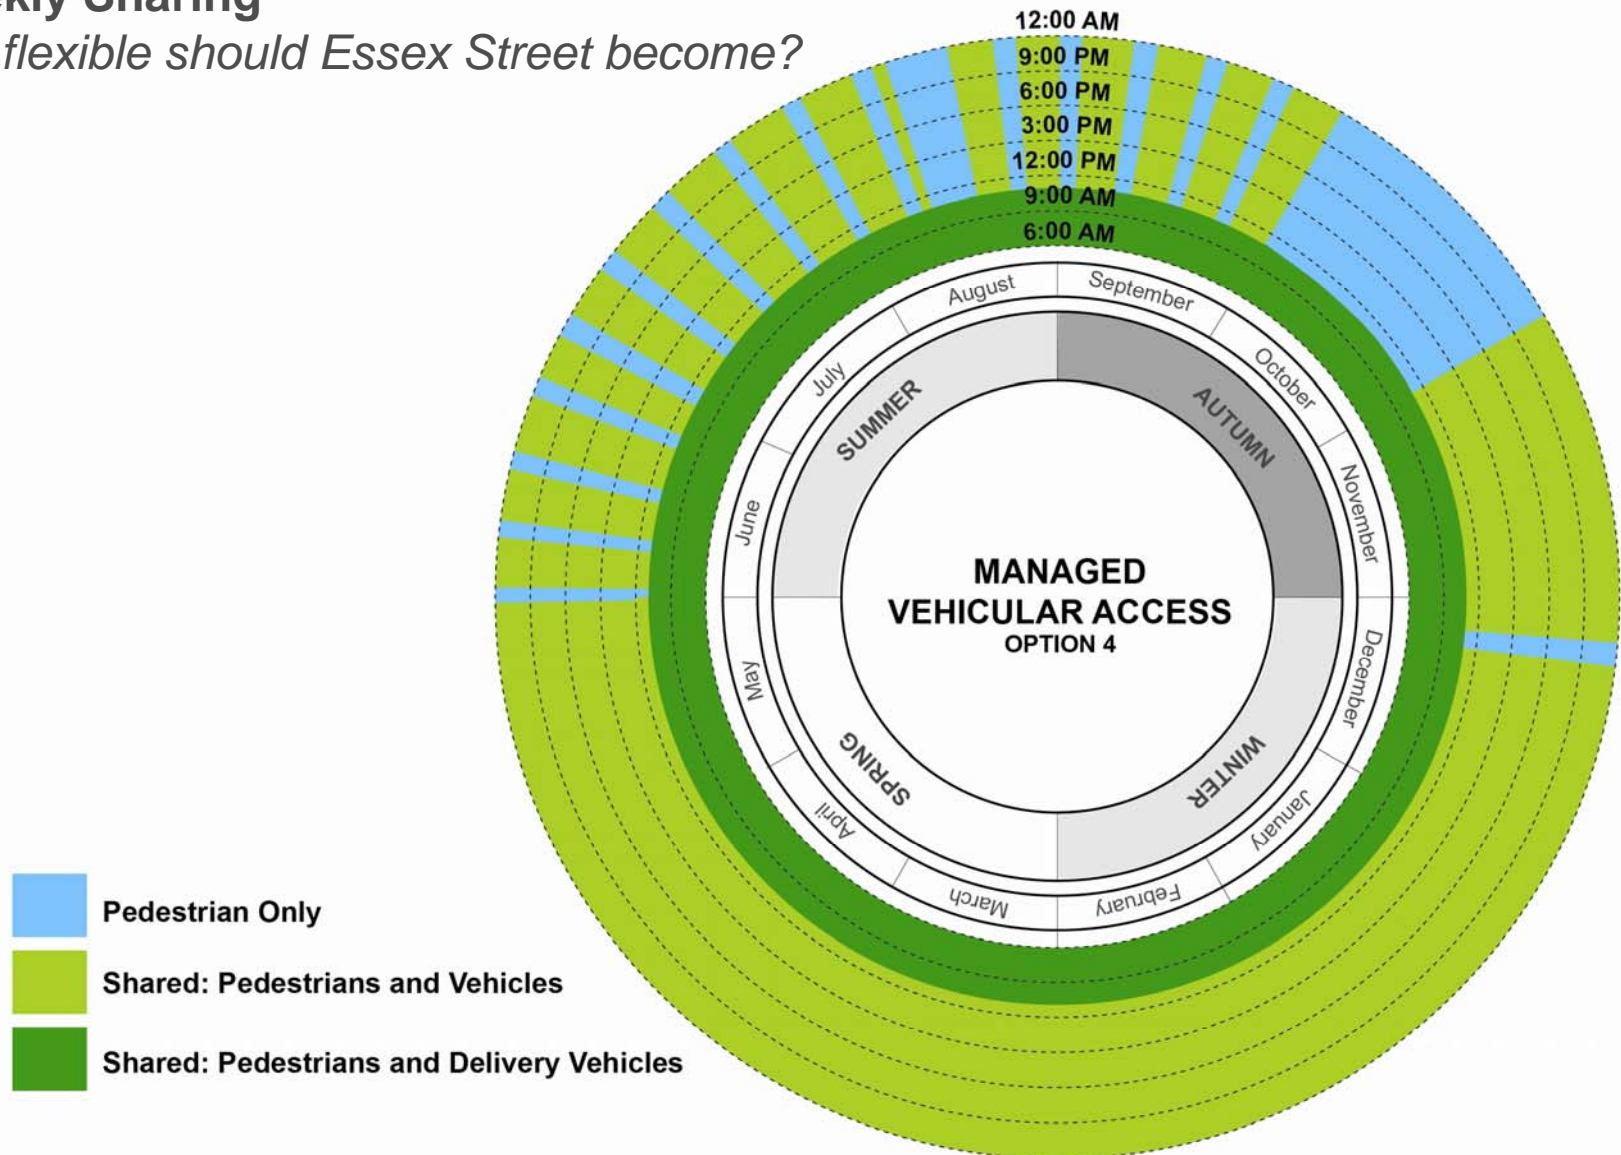 kly Sharing
flexible should Essex Street become?
12:00 AM
9:00 PM
6:00 PM
3:00 PM
12:00 PM
9:00 AM
6:00 AM
August
September
July
October
SUMMER
AUTUMN
June
November
MANAGED
VEHICULAR ACCESS
OPTION 4
May
December
SPRING
WINTER
April
January
March
February
Pedestrian Only
Shared: Pedestrians and Vehicles
Shared: Pedestrians and Delivery Vehicles